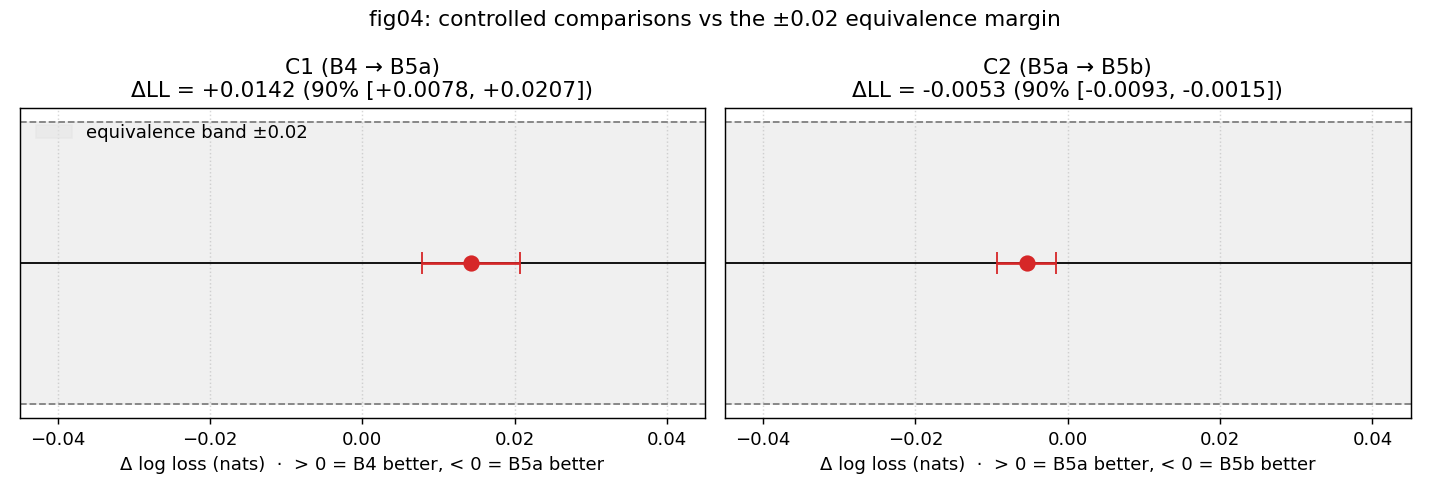 fig04: controlled comparisons vs the ±0.02 equivalence margin
C1 (B4 → B5a)
ΔLL = +0.0142 (90% [+0.0078, +0.0207])
equivalence band ±0.02
−0.04 −0.02 0.00 0.02 0.04
Δ log loss (nats) · > 0 = B4 better, < 0 = B5a better
C2 (B5a → B5b)
ΔLL = -0.0053 (90% [-0.0093, -0.0015])
−0.04 −0.02 0.00 0.02 0.04
Δ log loss (nats) · > 0 = B5a better, < 0 = B5b better